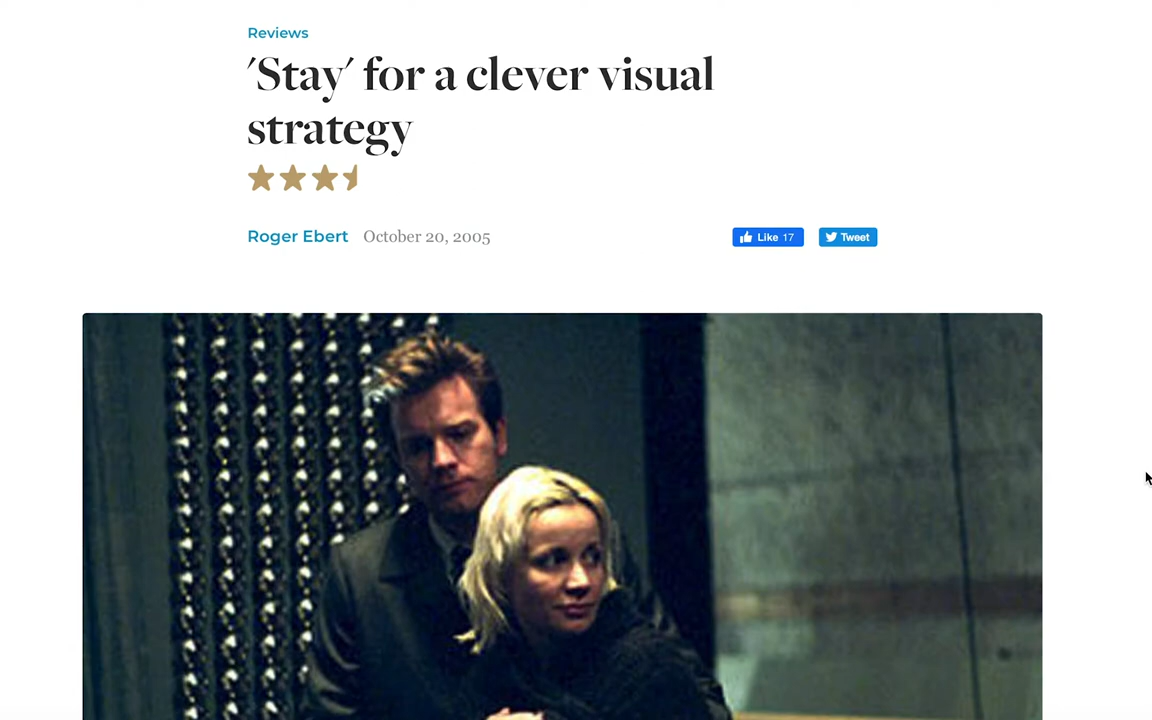 Reviews
'Stay' for a clever visual
strategy
Roger Ebert October 20, 2005
Like 17
Tweet